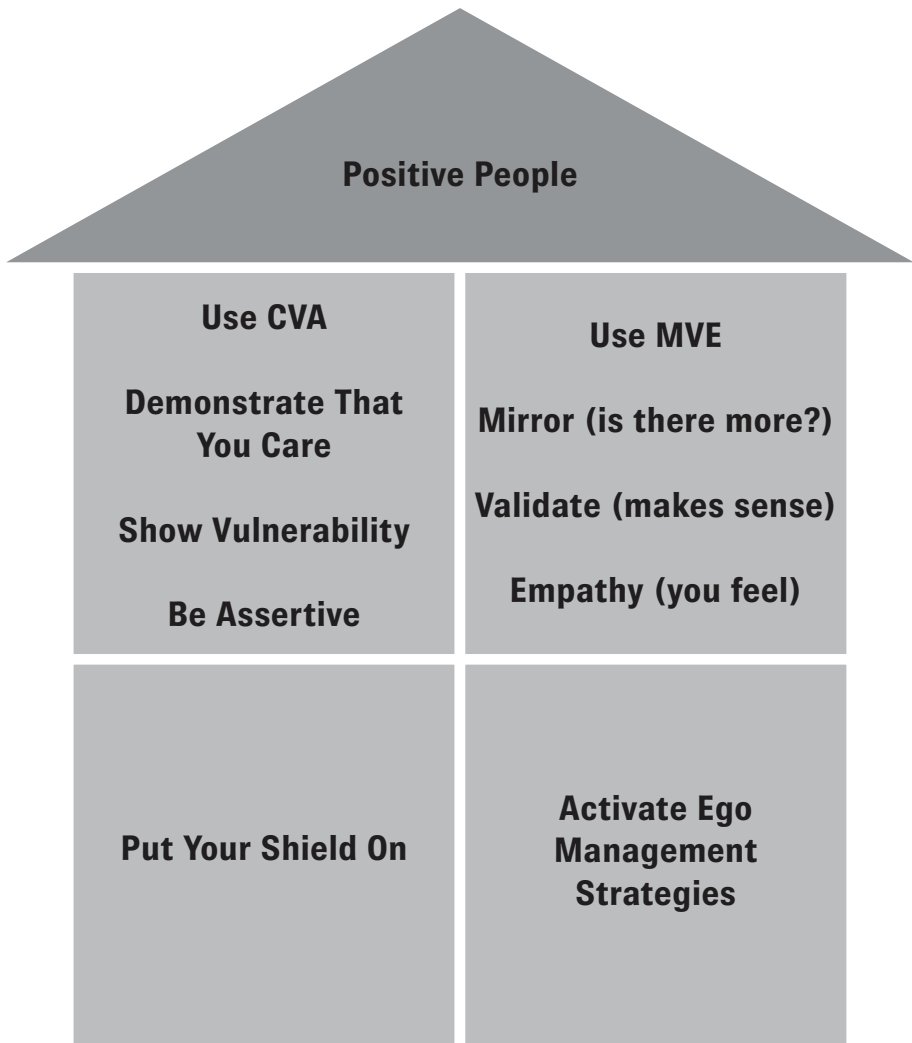 Positive People
Use CVA
Demonstrate That
You Care
Show Vulnerability
Be Assertive
Use MVE
Mirror (is there more?)
Validate (makes sense)
Empathy (you feel)
Put Your Shield On
Activate Ego
Management
Strategies